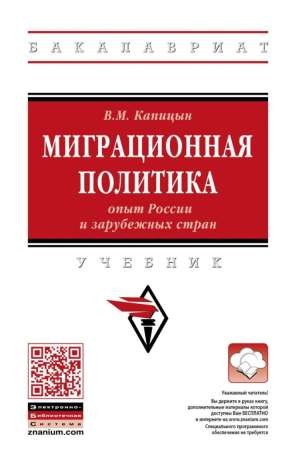 БАКАЛАВРИАТ
В.М. Капицын
МИГРАЦИОННАЯ
ПОЛИТИКА
опыт России
и зарубежных стран
УЧЕБНИК
Электронно-
Библиотечная
Система
znanium.com
Уважаемый читатель!
Вы держите в руках книгу,
дополнительные материалы которой
доступны Вам БЕСПЛАТНО
в интернете на www.znanium.com
Специального программного
обеспечения не требуется